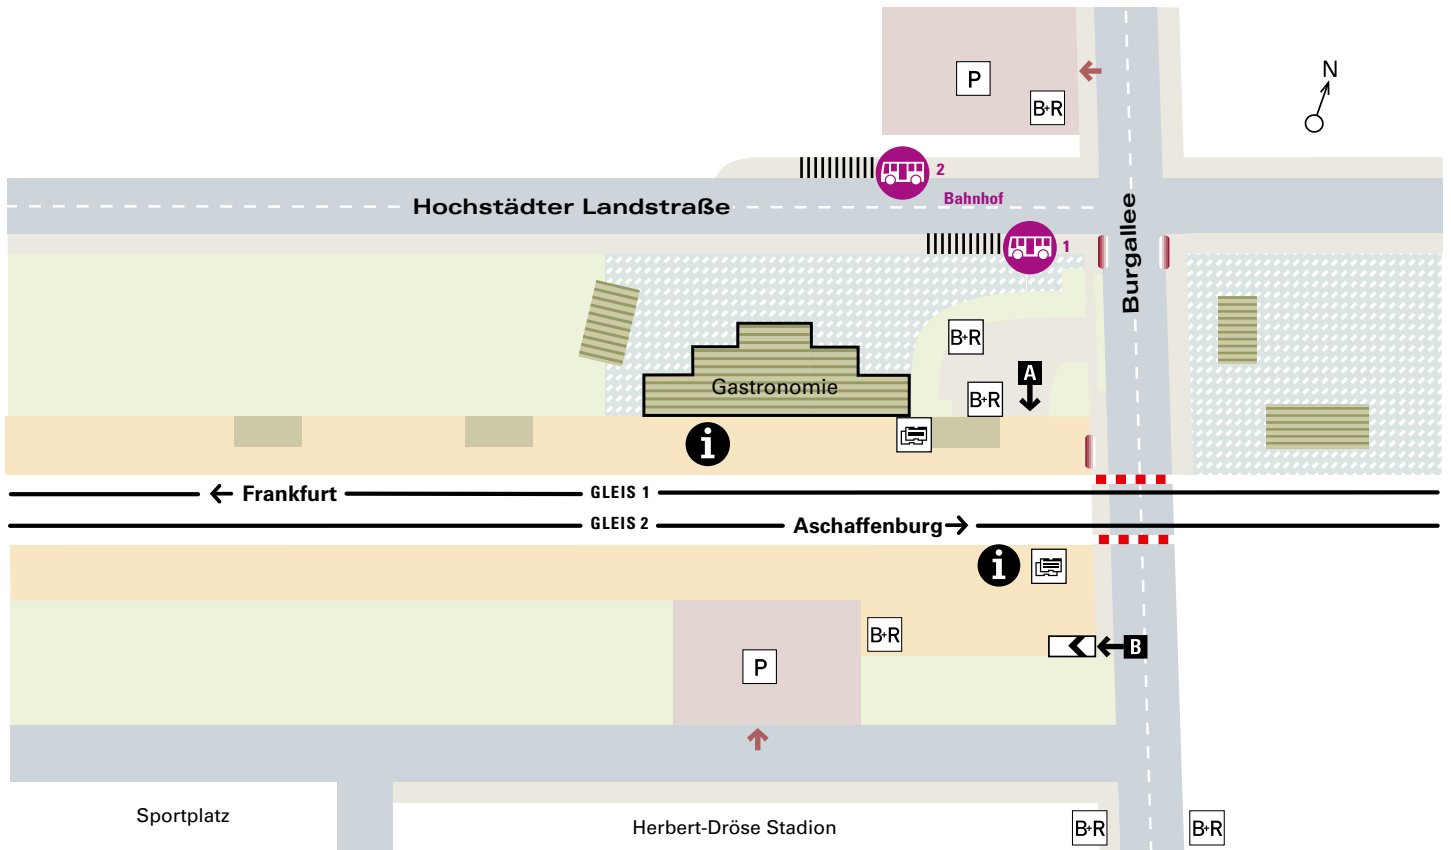 N
P
B+R
2
Bahnhof
Hochstädter Landstraße
1
Burgallee
B+R
A
Gastronomie
B+R
i
Frankfurt
GLEIS 1
GLEIS 2
Aschaffenburg
i
B+R
B
P
Sportplatz
Herbert-Dröse Stadion
B+R
B+R